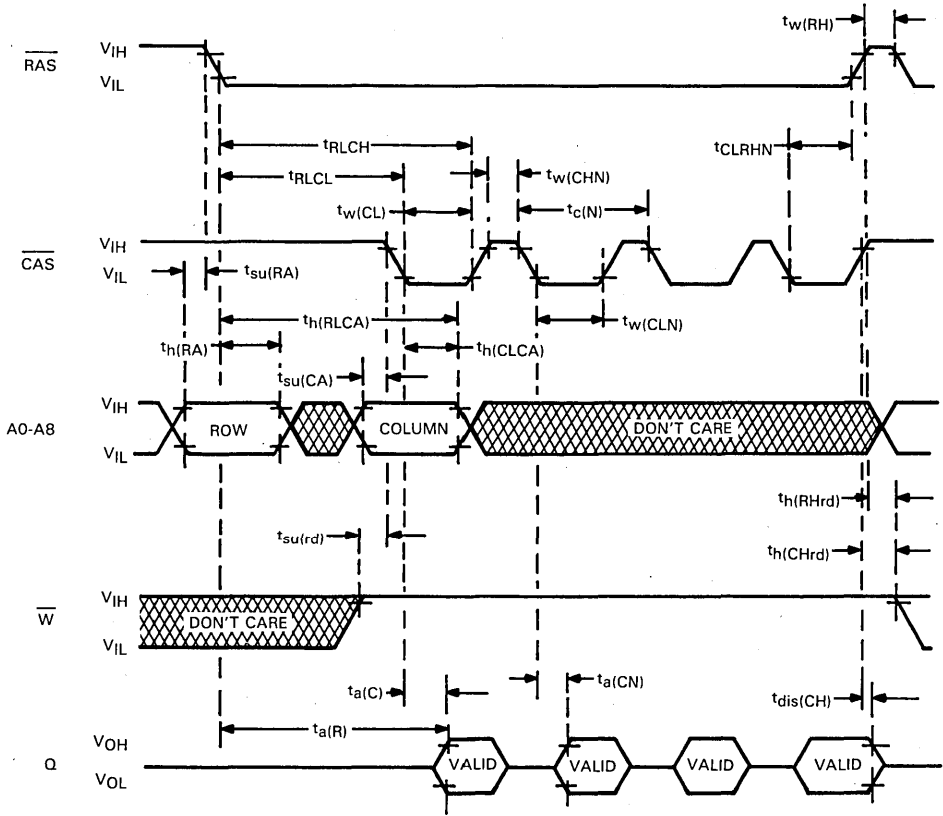 tw(RH)
VIH
RAS
VIL
tRLCH
tCLRHN
tRLCL
tw(CHN)
tw(CL)
tc(N)
VIH
CAS
VIL
tsu(RA)
th(RLCA)
tw(CLN)
th(RA)
th(CLCA)
tsu(CA)
VIH
A0-A8
ROW
COLUMN
DON'T CARE
VIL
th(RHrd)
tsu(rd)
th(CHrd)
VIH
W
DON'T CARE
VIL
ta(C)
ta(CN)
tdis(CH)
ta(R)
VOH
Q
VALID VALID VALID VALID
VOL